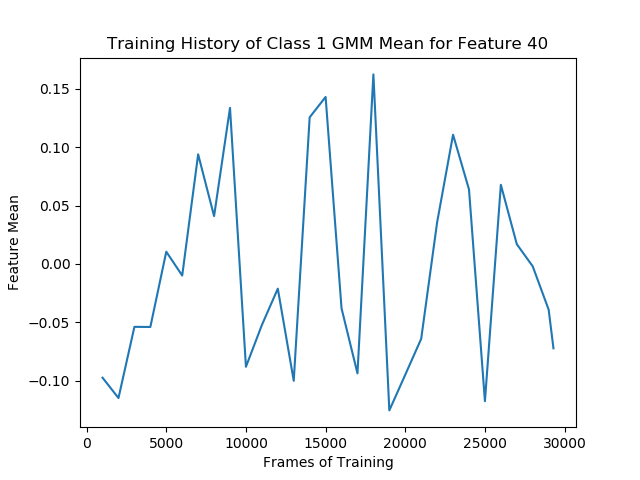 Training History of Class 1 GMM Mean for Feature 40
Feature Mean
0.15
0.10
0.05
0.00
−0.05
−0.10
0 5000 10000 15000 20000 25000 30000
Frames of Training